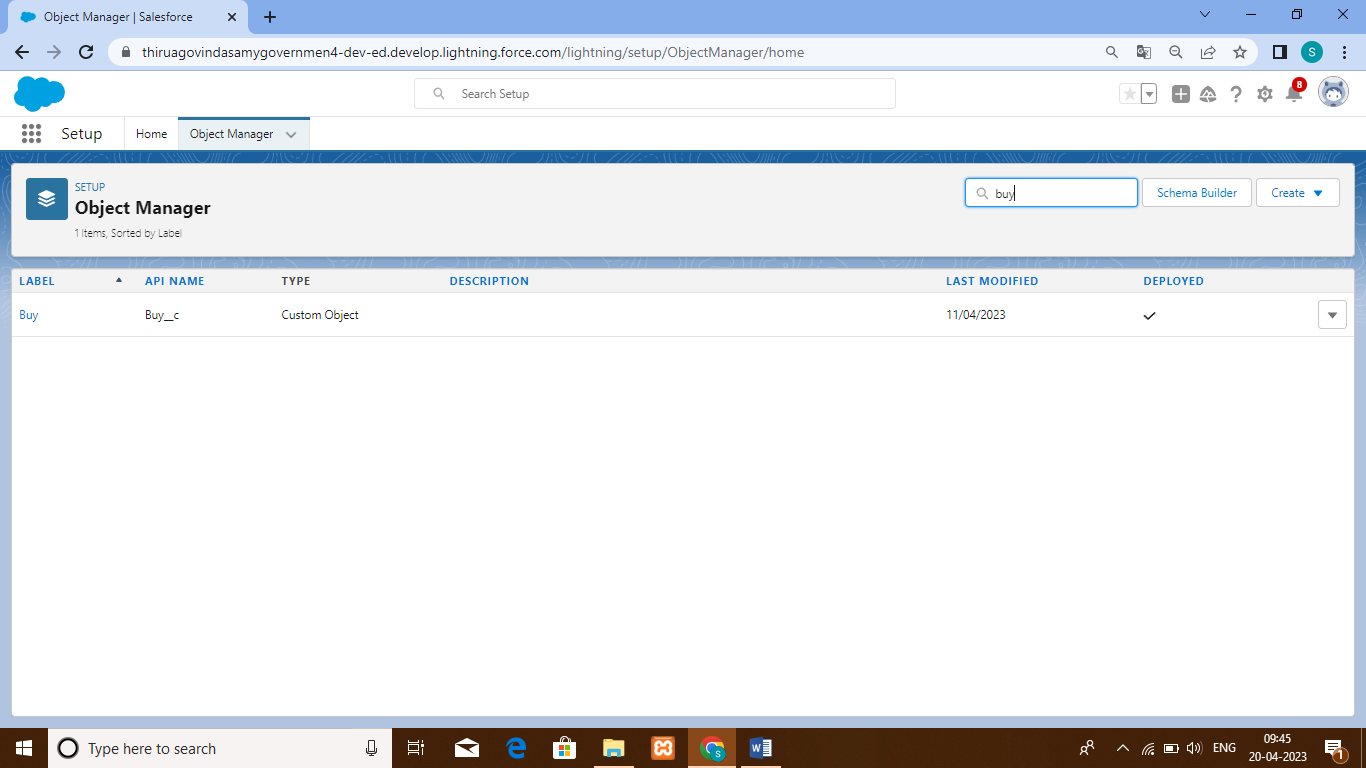 Object Manager | Salesforce
thiruagovindasamygovernmen4-dev-ed.develop.lightning.force.com/lightning/setup/ObjectManager/home
S
Search Setup
8
Setup Home Object Manager
SETUP
Object Manager
1 Items, Sorted by Label
buy
Schema Builder
Create
LABEL API NAME TYPE DESCRIPTION LAST MODIFIED DEPLOYED
Buy Buy__c Custom Object 11/04/2023
Type here to search
S
W
ENG
09:45
20-04-2023
1